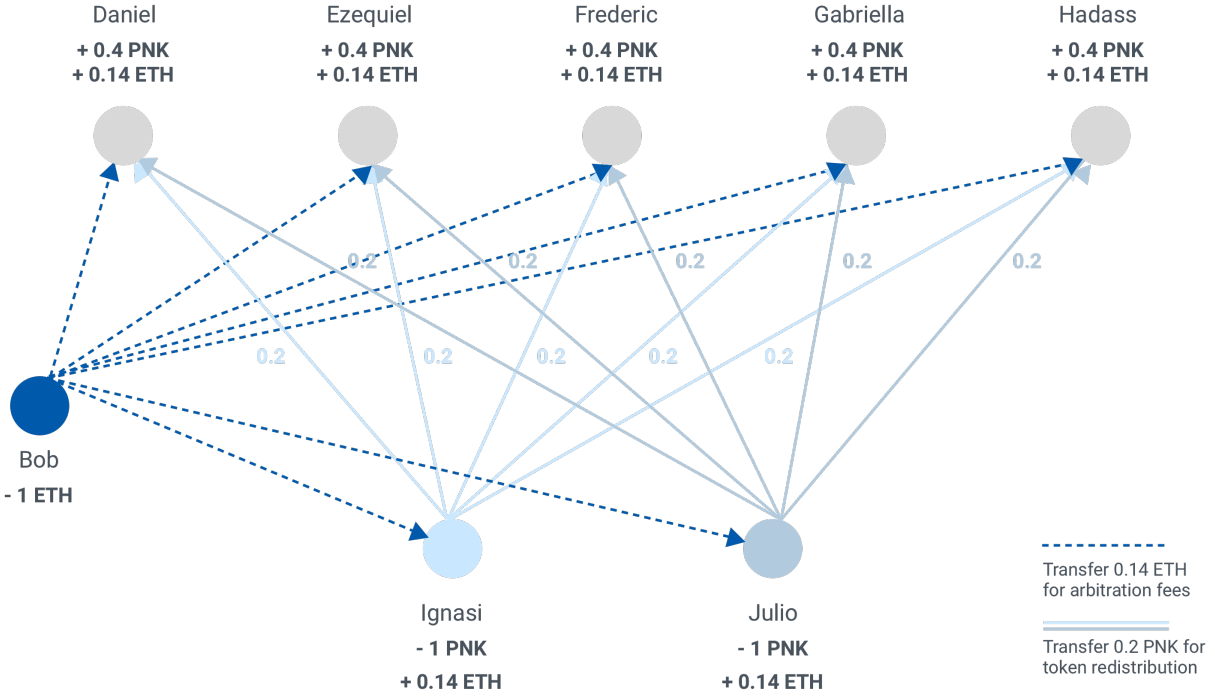 Daniel
+ 0.4 PNK
+ 0.14 ETH
Ezequiel
+ 0.4 PNK
+ 0.14 ETH
Frederic
+ 0.4 PNK
+ 0.14 ETH
Gabriella
+ 0.4 PNK
+ 0.14 ETH
Hadass
+ 0.4 PNK
+ 0.14 ETH
0.2
0.2
0.2
0.2
0.2
0.2
0.2
0.2
0.2
0.2
Bob
- 1 ETH
Ignasi
- 1 PNK
+ 0.14 ETH
Julio
- 1 PNK
+ 0.14 ETH
Transfer 0.14 ETH
for arbitration fees
Transfer 0.2 PNK for
token redistribution